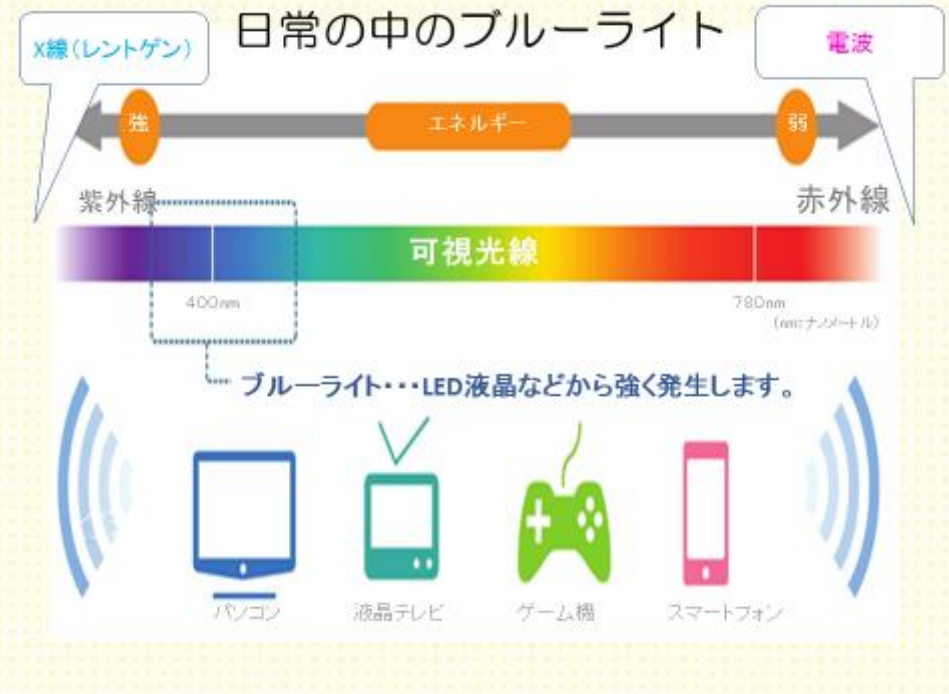 日常の中のブルーライト
X線(レントゲン)
電波
強
エネルギー
弱
紫外線
赤外線
可視光線
400nm
780nm
(nm:ナノメートル)
ブルーライト・・・LED液晶などから強く発生します。
パソコン
液晶テレビ
ゲーム機
スマートフォン